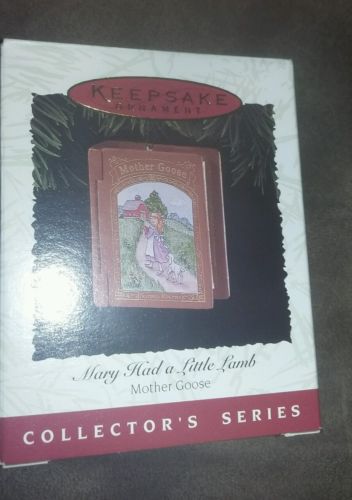 KEEPSAKE
ORNAMENT
Mother Goose
Mary Had a Little Lamb
Mother Goose
COLLECTOR'S SERIES